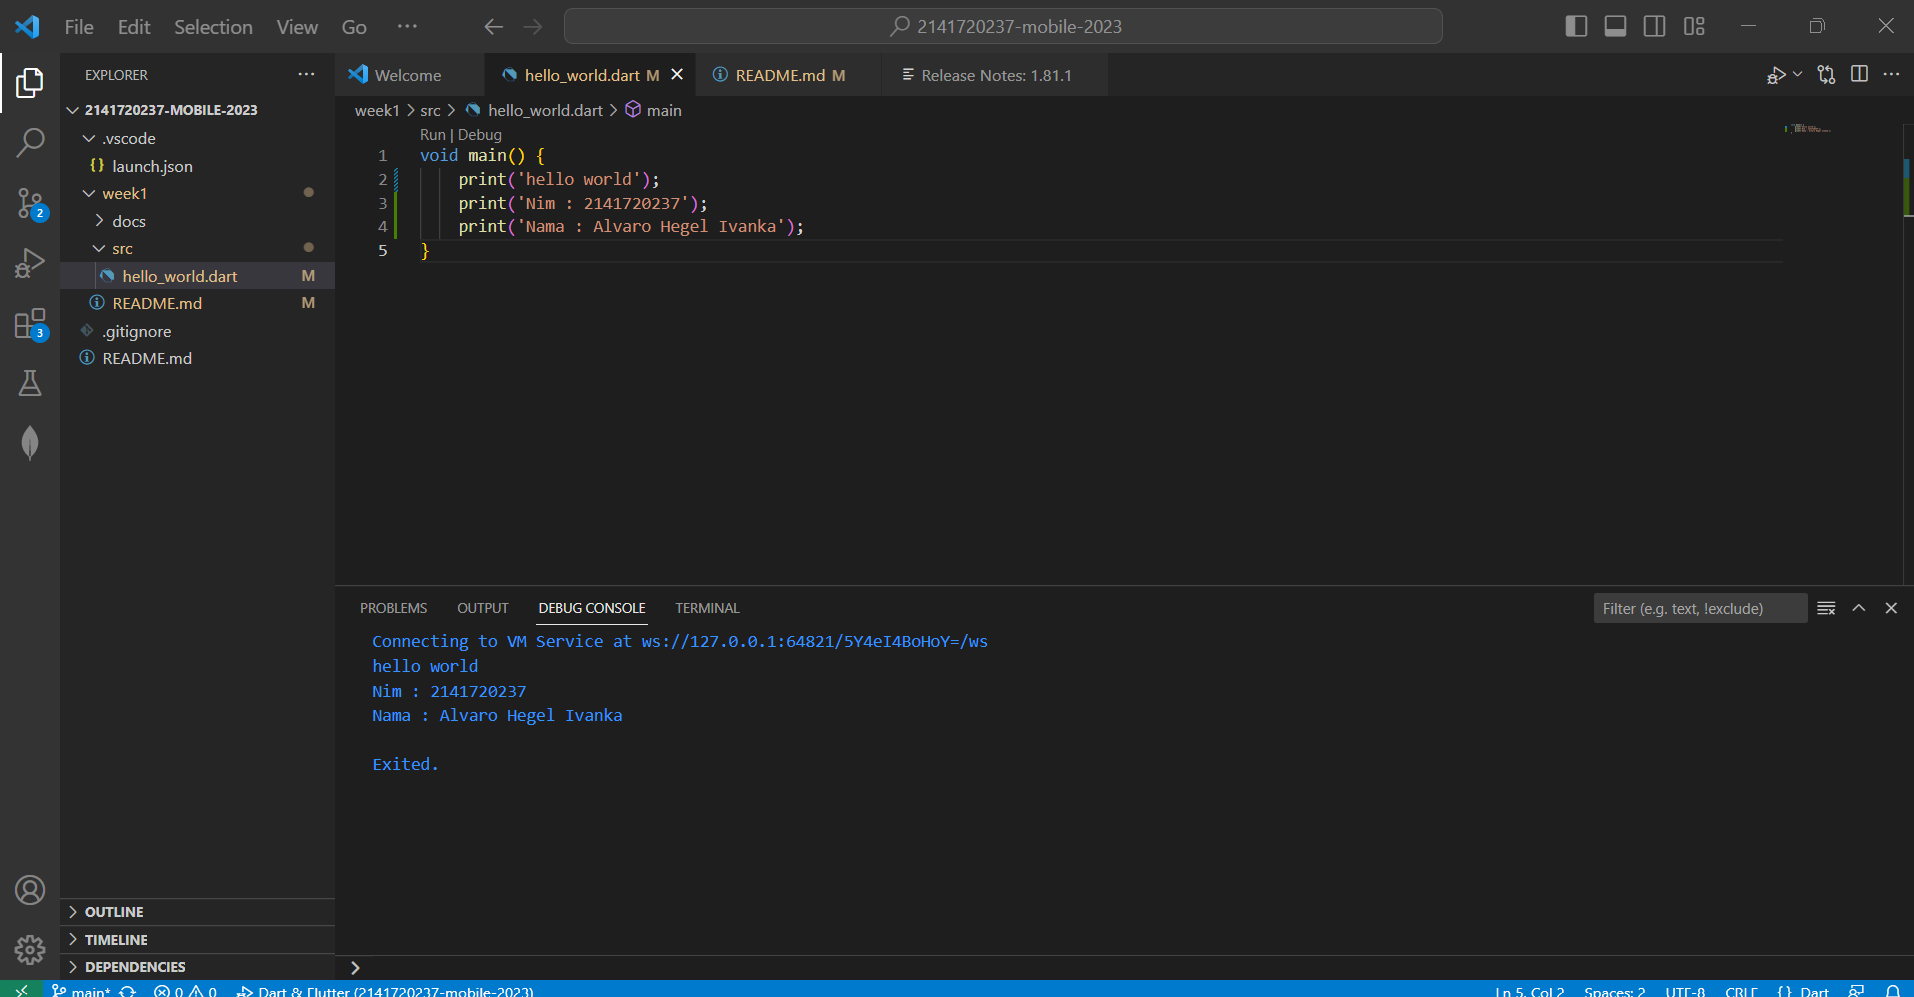 File Edit Selection View Go ···
2141720237-mobile-2023
EXPLORER ···
2141720237-MOBILE-2023
.vscode
{} launch.json
week1
docs
src
hello_world.dart M
README.md M
.gitignore
README.md
OUTLINE
TIMELINE
DEPENDENCIES
2
3
Welcome
hello_world.dart M
README.md M
Release Notes: 1.81.1
week1 > src > hello_world.dart > main
Run | Debug
1 void main() {
2 print('hello world');
3 print('Nim : 2141720237');
4 print('Nama : Alvaro Hegel Ivanka');
5 }
PROBLEMS OUTPUT DEBUG CONSOLE TERMINAL
Filter (e.g. text, !exclude)
Connecting to VM Service at ws://127.0.0.1:64821/5Y4eI4BoHoY=/ws
hello world
Nim : 2141720237
Nama : Alvaro Hegel Ivanka
Exited.
>
main* 0 0 Dart & Flutter (2141720237-mobile-2023)
Ln 5, Col 2 Spaces: 2 UTF-8 CRLF {} Dart